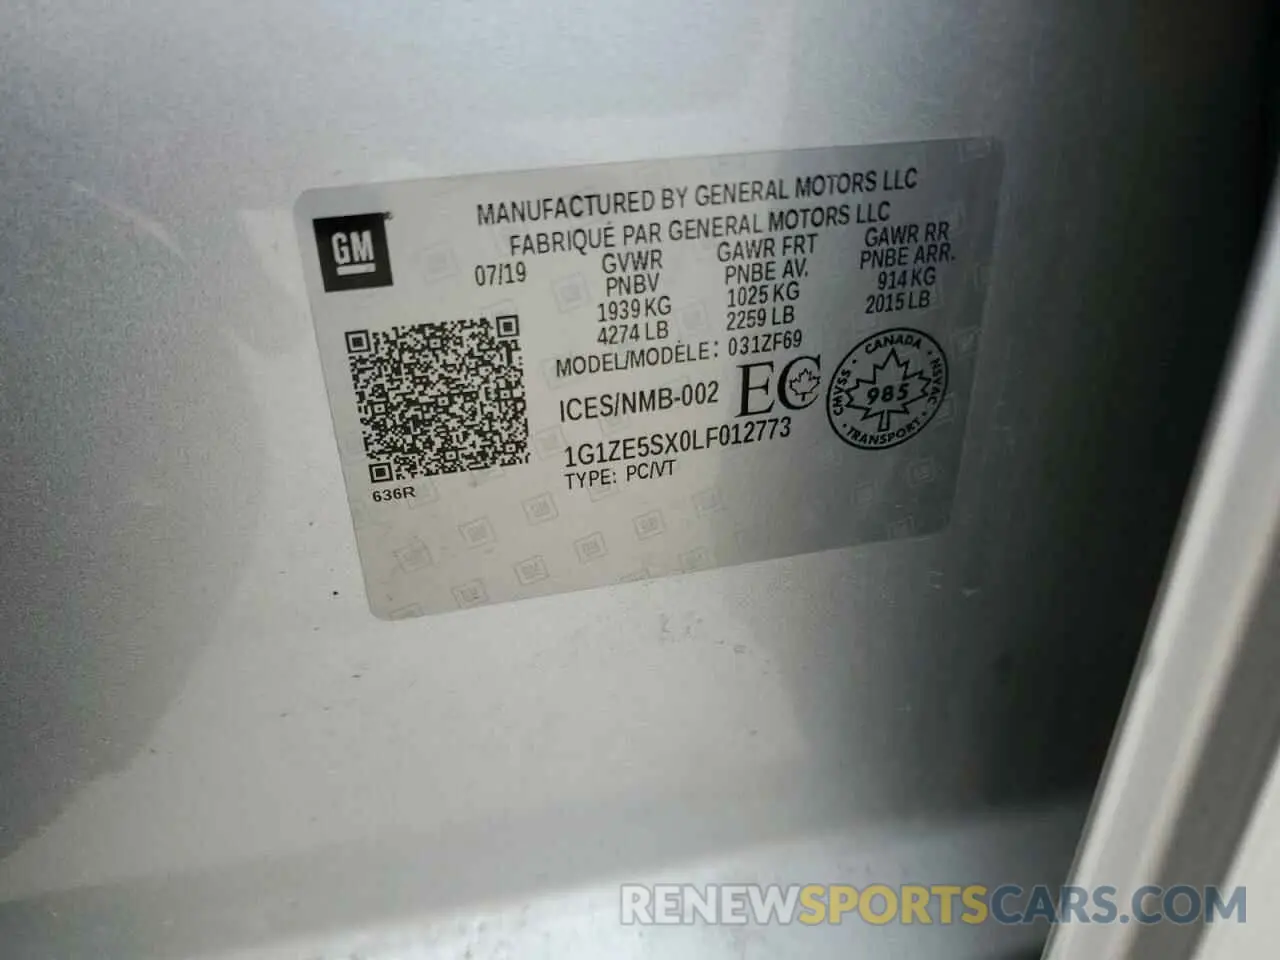 MANUFACTURED BY GENERAL MOTORS LLC
FABRIQUÉ PAR GENERAL MOTORS LLC
GM
07/19
GVWR GAWR FRT GAWR RR
PNBV PNBE AV. PNBE ARR.
1939 KG 1025 KG 914 KG
4274 LB 2259 LB 2015 LB
MODEL/MODÈLE: 031ZF69
ICES/NMB-002 EC
CANADA
CMVSS · NSVAC
985
TRANSPORT
1G1ZE5SX0LF012773
TYPE: PC/VT
636R
RENEWSPORTSCARS.COM